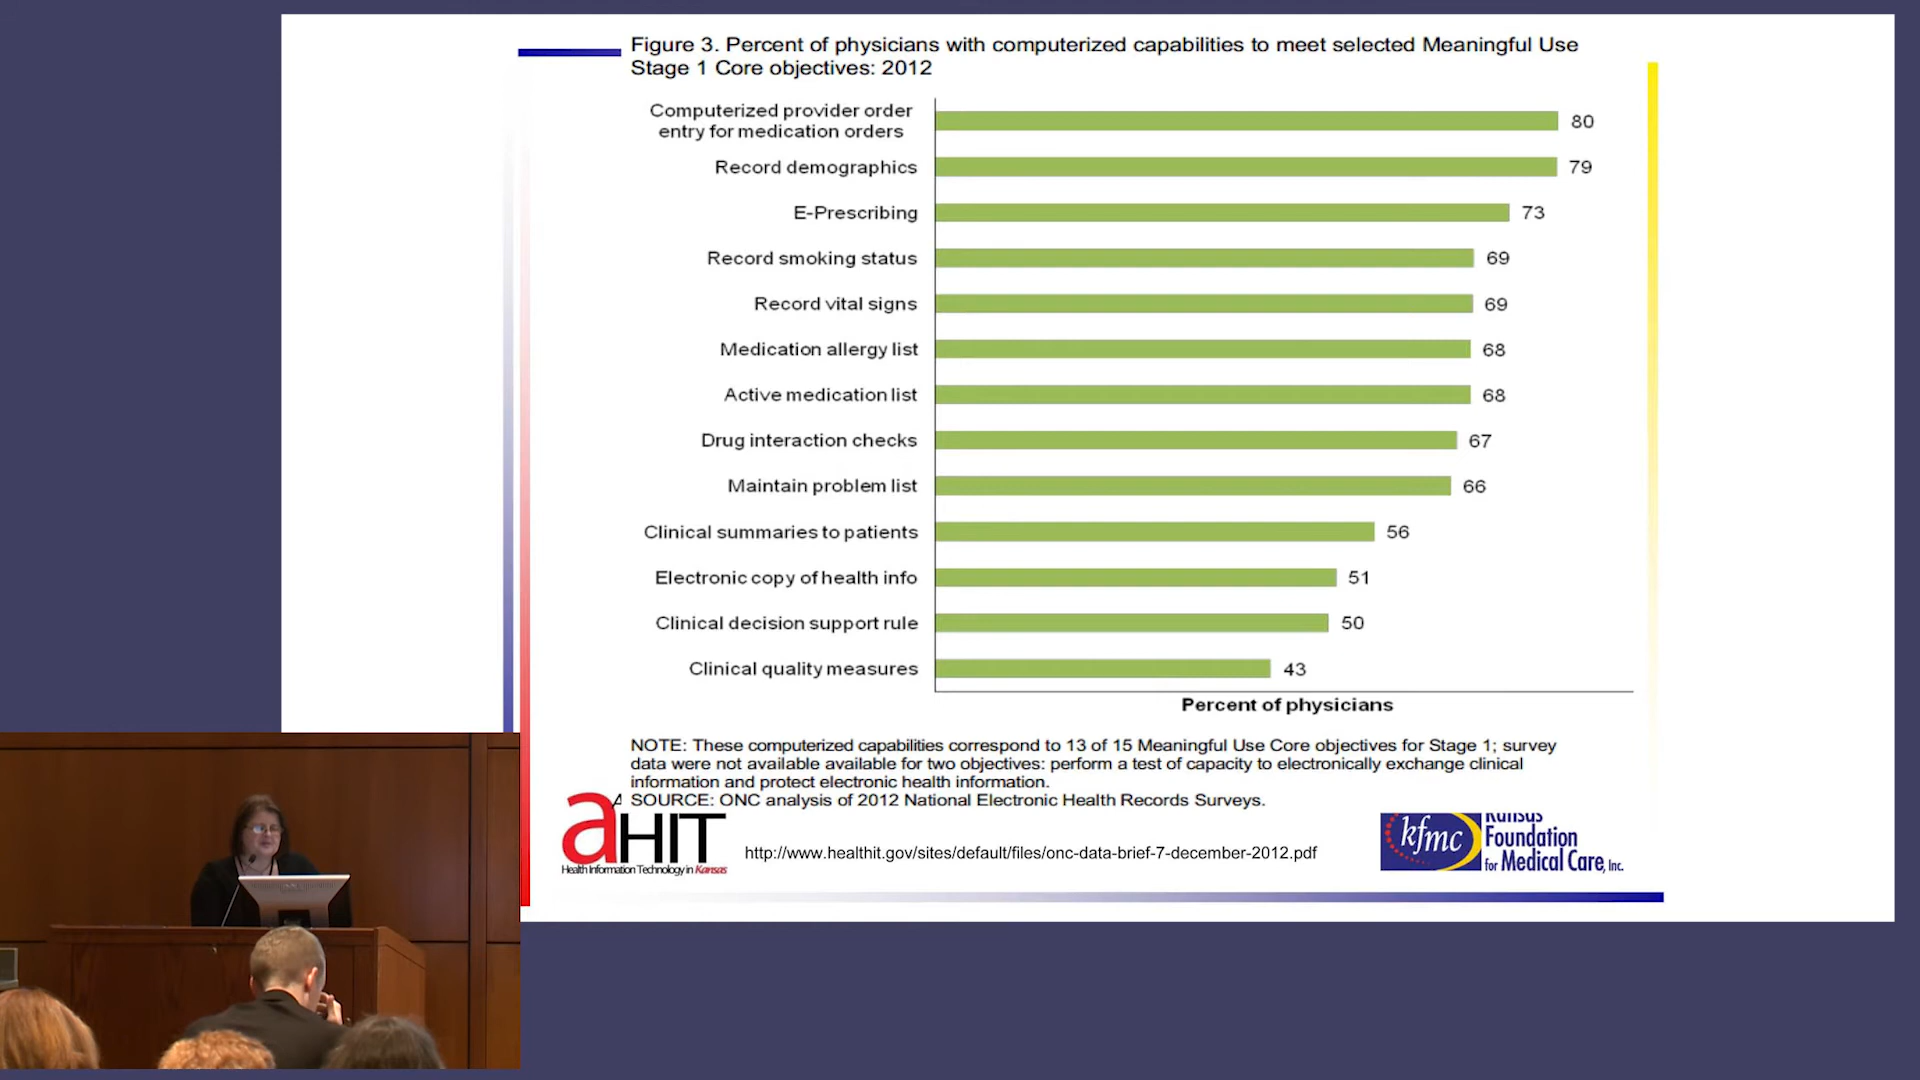 Figure 3. Percent of physicians with computerized capabilities to meet selected Meaningful Use
Stage 1 Core objectives: 2012
Computerized provider order
entry for medication orders
80
Record demographics 79
E-Prescribing 73
Record smoking status 69
Record vital signs 69
Medication allergy list 68
Active medication list 68
Drug interaction checks 67
Maintain problem list 66
Clinical summaries to patients 56
Electronic copy of health info 51
Clinical decision support rule 50
Clinical quality measures 43
Percent of physicians
NOTE: These computerized capabilities correspond to 13 of 15 Meaningful Use Core objectives for Stage 1; survey
data were not available available for two objectives: perform a test of capacity to electronically exchange clinical
information and protect electronic health information.
SOURCE: ONC analysis of 2012 National Electronic Health Records Surveys.
aHIT
Health Information Technology in Kansas
http://www.healthit.gov/sites/default/files/onc-data-brief-7-december-2012.pdf
kfmc
Kansas
Foundation
for Medical Care, Inc.